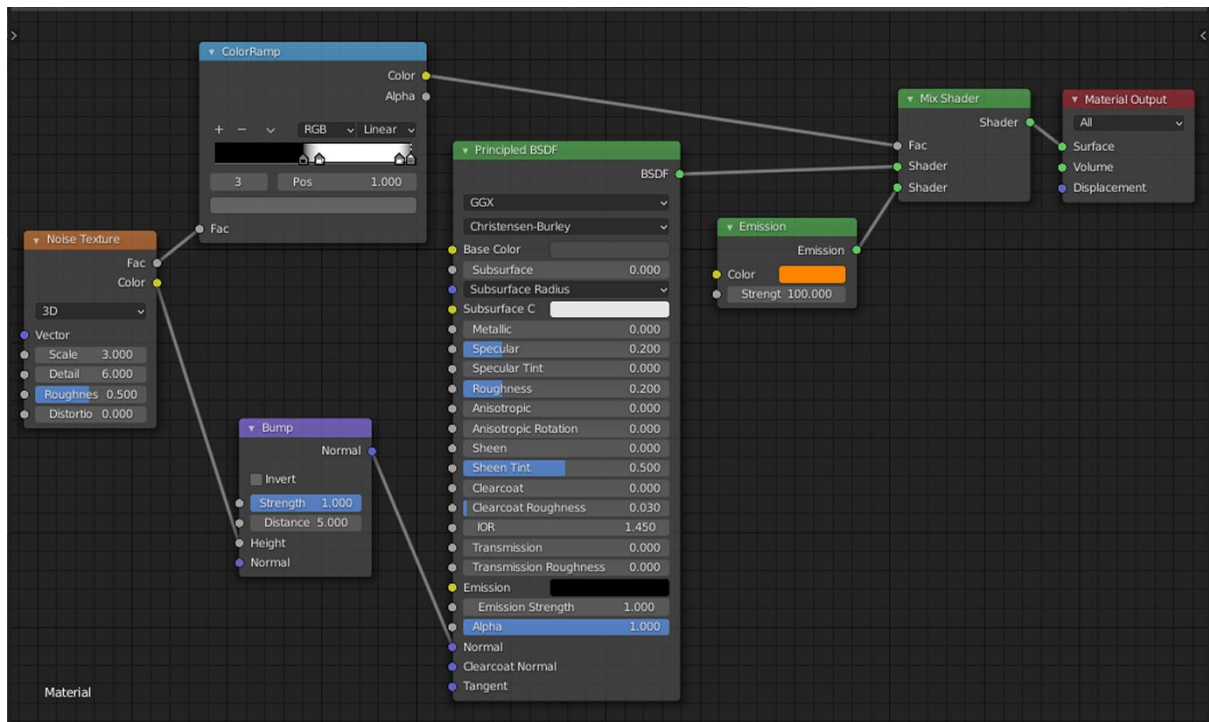 ColorRamp
Color
Alpha
+ − RGB Linear
3 Pos 1.000
Fac
Noise Texture
Fac
Color
3D
Vector
Scale 3.000
Detail 6.000
Roughnes 0.500
Distortio 0.000
Bump
Normal
Invert
Strength 1.000
Distance 5.000
Height
Normal
Principled BSDF
BSDF
GGX
Christensen-Burley
Base Color
Subsurface 0.000
Subsurface Radius
Subsurface C
Metallic 0.000
Specular 0.200
Specular Tint 0.000
Roughness 0.200
Anisotropic 0.000
Anisotropic Rotation 0.000
Sheen 0.000
Sheen Tint 0.500
Clearcoat 0.000
Clearcoat Roughness 0.030
IOR 1.450
Transmission 0.000
Transmission Roughness 0.000
Emission
Emission Strength 1.000
Alpha 1.000
Normal
Clearcoat Normal
Tangent
Emission
Emission
Color
Strengt 100.000
Mix Shader
Shader
Fac
Shader
Shader
Material Output
All
Surface
Volume
Displacement
Material